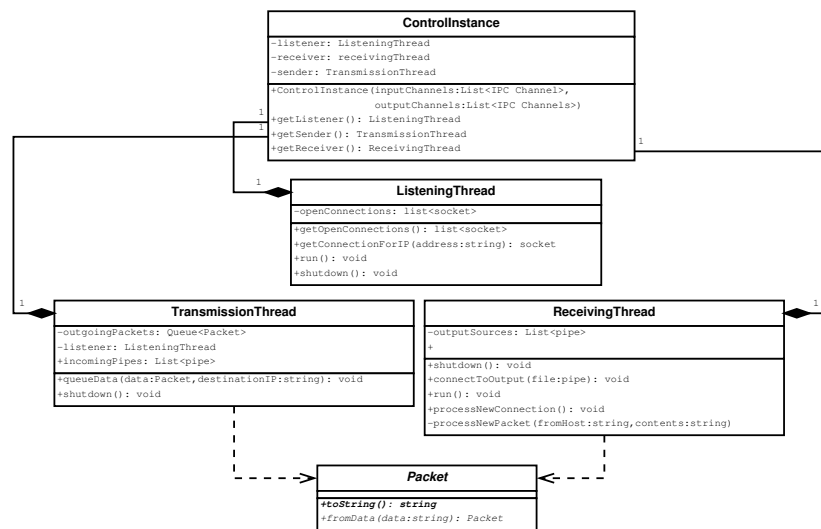 ControlInstance
-listener: ListeningThread
-receiver: receivingThread
-sender: TransmissionThread
+ControlInstance(inputChannels:List<IPC Channel>,
outputChannels:List<IPC Channels>)
+getListener(): ListeningThread
+getSender(): TransmissionThread
+getReceiver(): ReceivingThread
1
1
1
1
ListeningThread
-openConnections: list<socket>
+getOpenConnections(): list<socket>
+getConnectionForIP(address:string): socket
+run(): void
+shutdown(): void
1
TransmissionThread
-outgoingPackets: Queue<Packet>
-listener: ListeningThread
+incomingPipes: List<pipe>
+queueData(data:Packet,destinationIP:string): void
+shutdown(): void
ReceivingThread
1
-outputSources: List<pipe>
+
+shutdown(): void
+connectToOutput(file:pipe): void
+run(): void
+processNewConnection(): void
-processNewPacket(fromHost:string,contents:string)
Packet
+toString(): string
+fromData(data:string): Packet